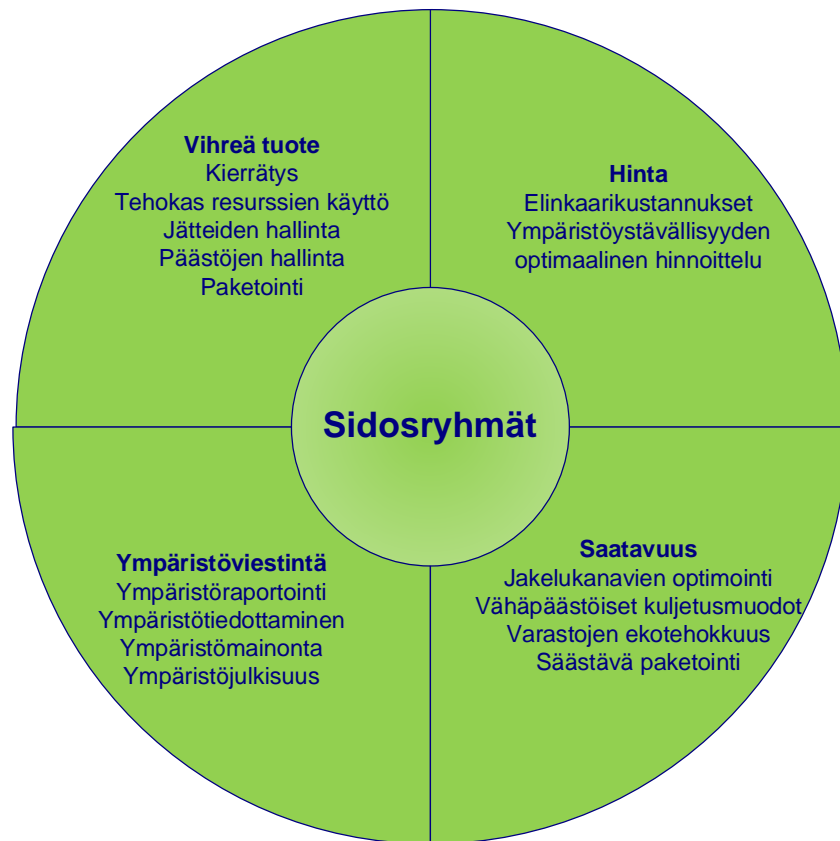 Vihreä tuote
Kierrätys
Tehokas resurssien käyttö
Jätteiden hallinta
Päästöjen hallinta
Paketointi
Hinta
Elinkaarikustannukset
Ympäristöystävällisyyden
optimaalinen hinnoittelu
Sidosryhmät
Ympäristöviestintä
Ympäristöraportointi
Ympäristötiedottaminen
Ympäristömainonta
Ympäristöjulkisuus
Saatavuus
Jakelukanavien optimointi
Vähäpäästöiset kuljetusmuodot
Varastojen ekotehokkuus
Säästävä paketointi